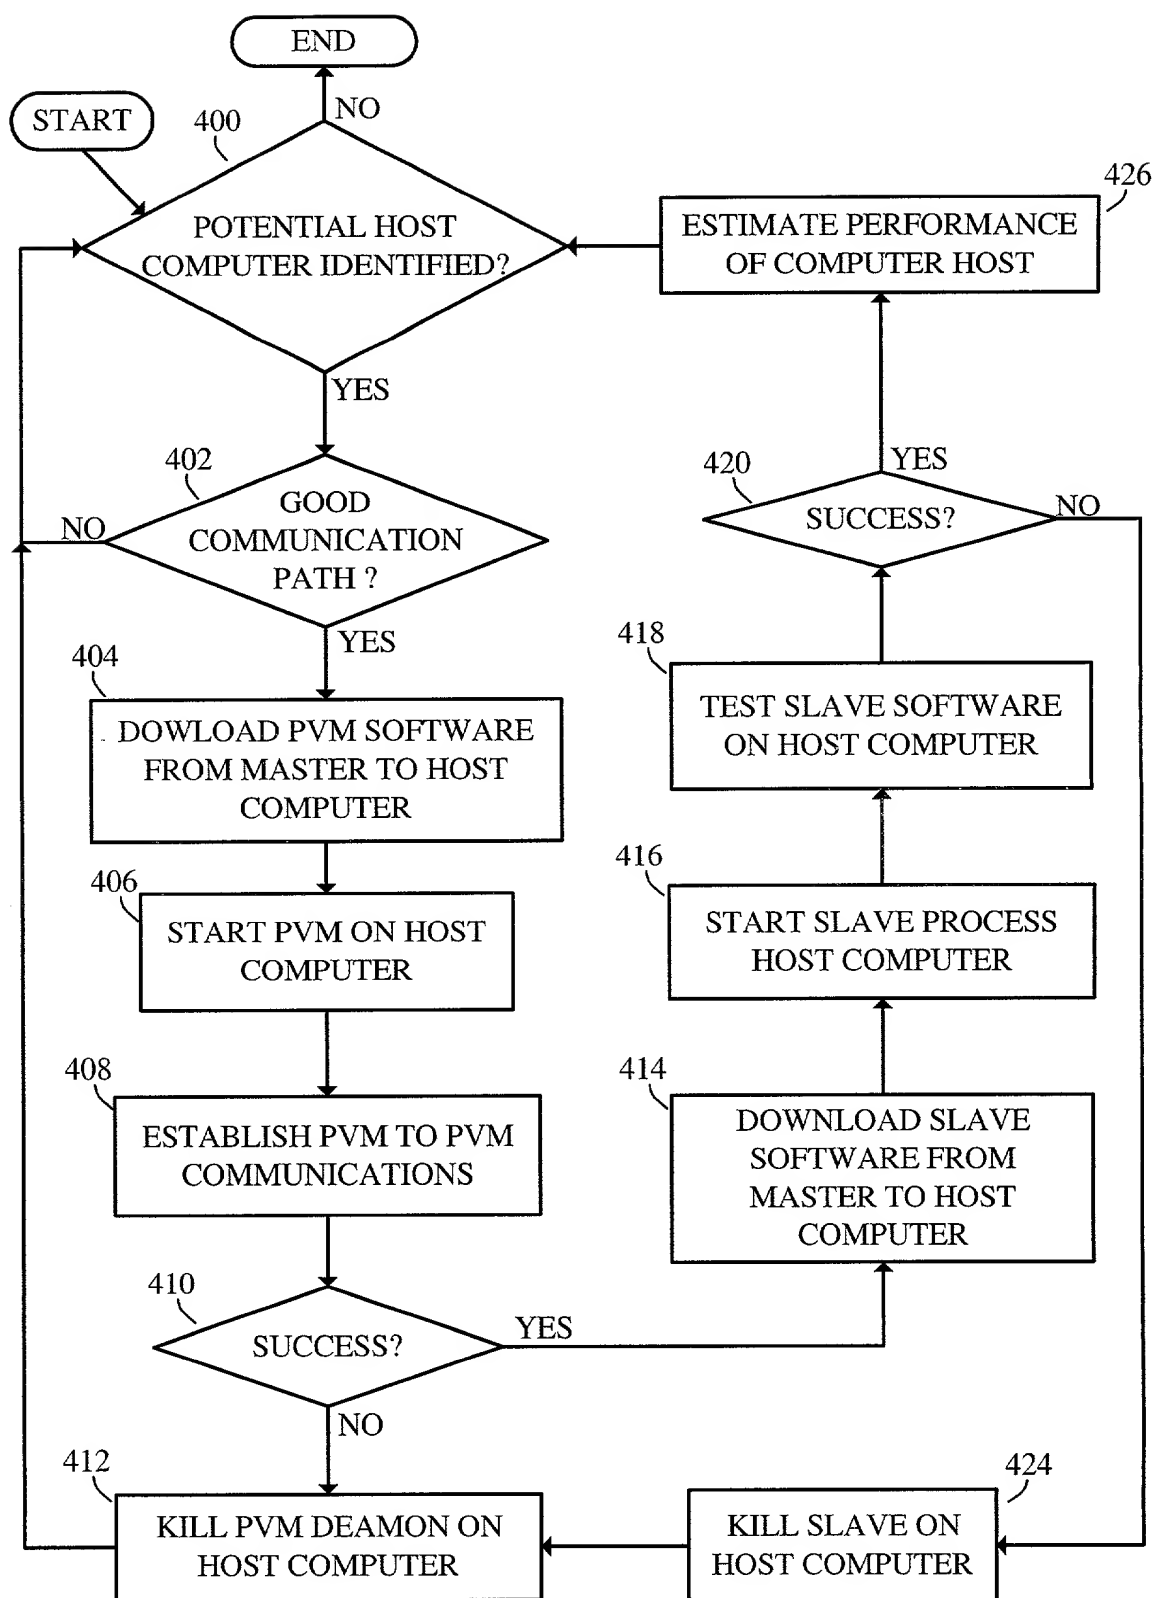 END
NO
START
400
POTENTIAL HOST
COMPUTER IDENTIFIED?
YES
402
GOOD
COMMUNICATION
PATH ?
NO
YES
404
DOWLOAD PVM SOFTWARE
FROM MASTER TO HOST
COMPUTER
406
START PVM ON HOST
COMPUTER
408
ESTABLISH PVM TO PVM
COMMUNICATIONS
410
SUCCESS?
YES
NO
412
KILL PVM DEAMON ON
HOST COMPUTER
414
DOWNLOAD SLAVE
SOFTWARE FROM
MASTER TO HOST
COMPUTER
416
START SLAVE PROCESS
HOST COMPUTER
418
TEST SLAVE SOFTWARE
ON HOST COMPUTER
420
SUCCESS?
YES
NO
424
KILL SLAVE ON
HOST COMPUTER
426
ESTIMATE PERFORMANCE
OF COMPUTER HOST